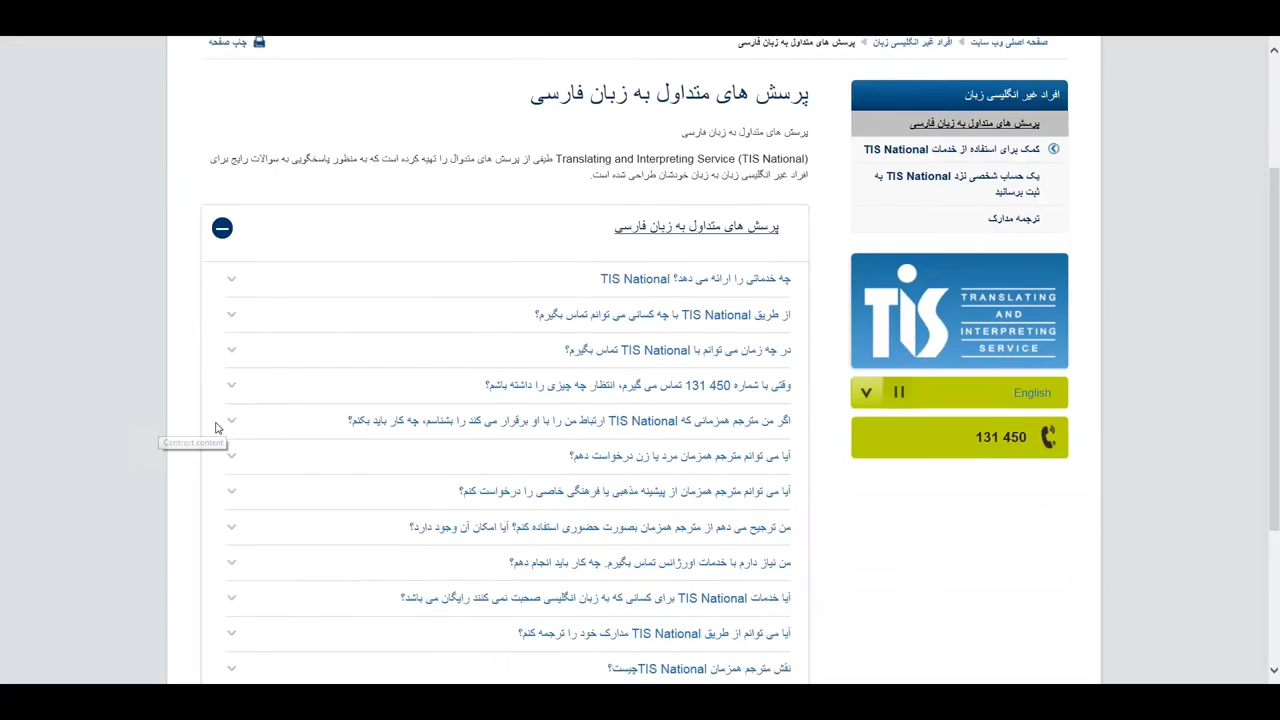 صفحه اصلی وب سایت
افراد غیر انگلیسی زبان
پرسش های متداول به زبان فارسی
چاپ صفحه
افراد غیر انگلیسی زبان
پرسش های متداول به زبان فارسی
کمک برای استفاده از خدمات TIS National
یک حساب شخصی نزد TIS National به
ثبت برسانید
ترجمه مدارک
TIS
TRANSLATING
AND
INTERPRETING
SERVICE
English
131 450
پرسش های متداول به زبان فارسی
پرسش های متداول به زبان فارسی
Translating and Interpreting Service (TIS National) طیفی از پرسش های متدوال را تهیه کرده است که به منظور پاسخگویی به سوالات رایج برای
افراد غیر انگلیسی زبان به زبان خودشان طراحی شده است.
پرسش های متداول به زبان فارسی
چه خدماتی را ارائه می دهد؟ TIS National
از طریق TIS National با چه کسانی می توانم تماس بگیرم؟
در چه زمان می توانم با TIS National تماس بگیرم؟
وقتی با شماره 131 450 تماس می گیرم، انتظار چه چیزی را داشته باشم؟
اگر من مترجم همزمانی که TIS National ارتباط من را با او برقرار می کند را بشناسم، چه کار باید بکنم؟
Contract content
آیا می توانم مترجم همزمان مرد یا زن درخواست دهم؟
آیا می توانم مترجم همزمان از پیشینه مذهبی یا فرهنگی خاصی را درخواست کنم؟
من ترجیح می دهم از مترجم همزمان بصورت حضوری استفاده کنم؟ آیا امکان آن وجود دارد؟
من نیاز دارم با خدمات اورژانس تماس بگیرم. چه کار باید انجام دهم؟
آیا خدمات TIS National برای کسانی که به زبان انگلیسی صحبت نمی کنند رایگان می باشد؟
آیا می توانم از طریق TIS National مدارک خود را ترجمه کنم؟
نقش مترجم همزمان TIS Nationalچیست؟